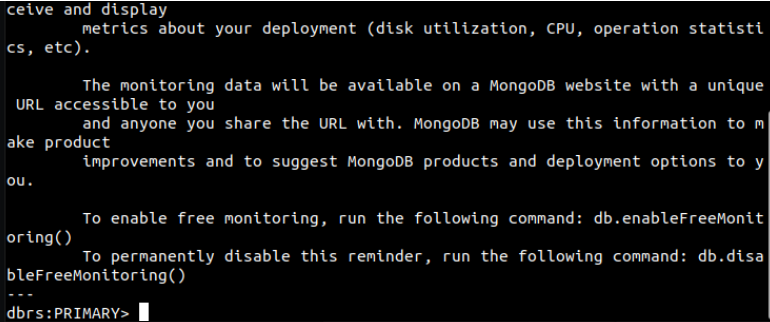 ceive and display
        metrics about your deployment (disk utilization, CPU, operation statisti
cs, etc).

        The monitoring data will be available on a MongoDB website with a unique
 URL accessible to you
        and anyone you share the URL with. MongoDB may use this information to m
ake product
        improvements and to suggest MongoDB products and deployment options to y
ou.

        To enable free monitoring, run the following command: db.enableFreeMonit
oring()
        To permanently disable this reminder, run the following command: db.disa
bleFreeMonitoring()
---
dbrs:PRIMARY>